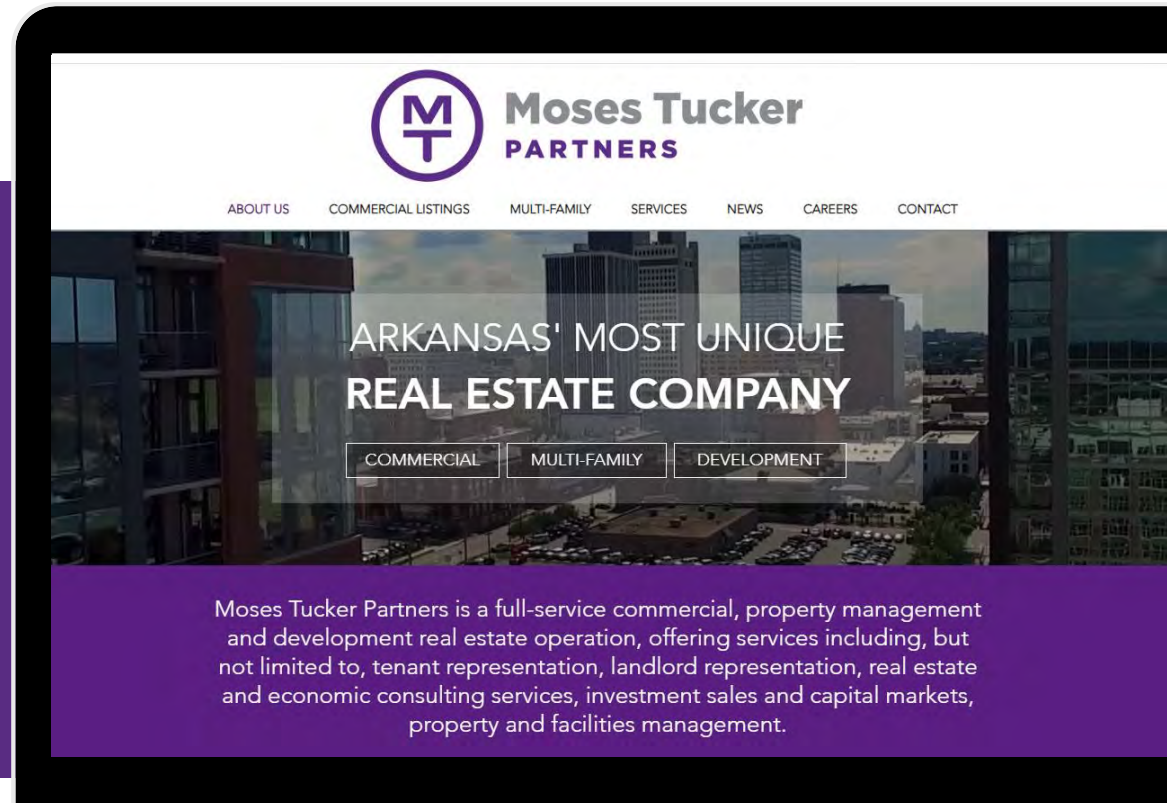 MT
Moses Tucker
PARTNERS
ABOUT US COMMERCIAL LISTINGS MULTI-FAMILY SERVICES NEWS CAREERS CONTACT
ARKANSAS' MOST UNIQUE
REAL ESTATE COMPANY
COMMERCIAL MULTI-FAMILY DEVELOPMENT
Moses Tucker Partners is a full-service commercial, property management
and development real estate operation, offering services including, but
not limited to, tenant representation, landlord representation, real estate
and economic consulting services, investment sales and capital markets,
property and facilities management.